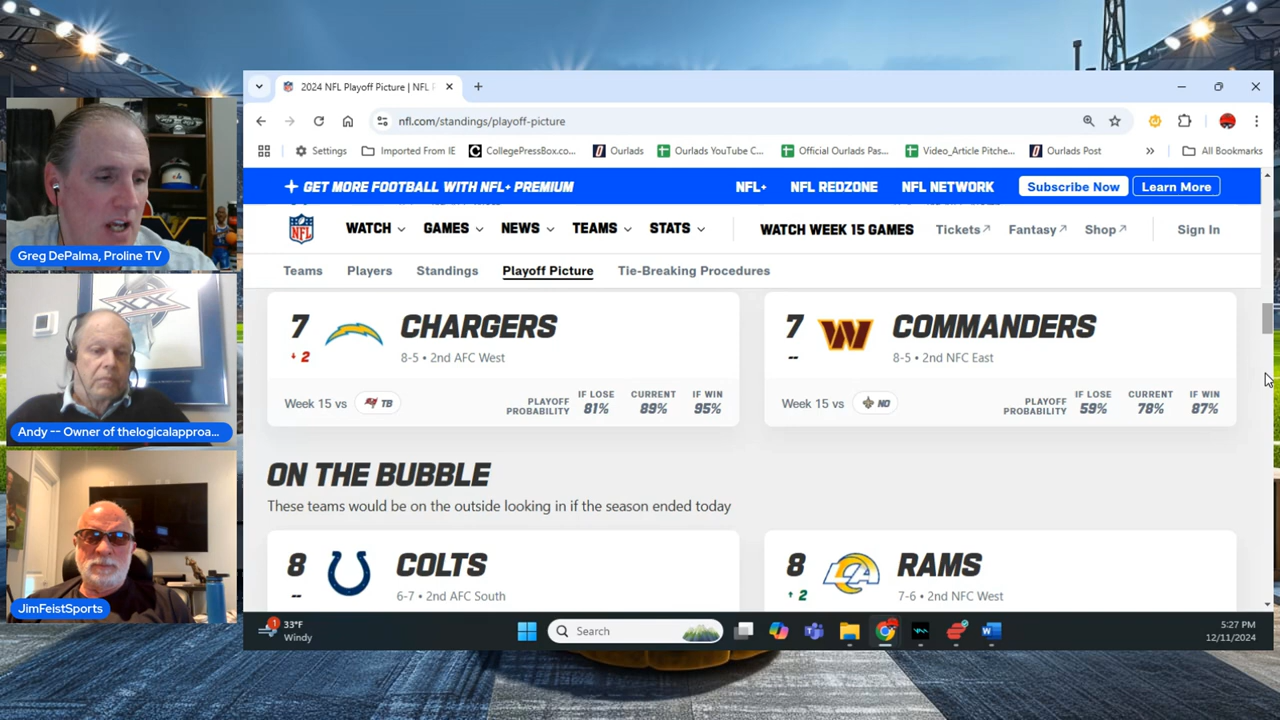 Greg DePalma, Proline TV
Andy -- Owner of thelogicalapproa...
JimFeistSports
2024 NFL Playoff Picture | NFL
nfl.com/standings/playoff-picture
Settings Imported From IE CollegePressBox.co... Ourlads Ourlads YouTube C... Official Ourlads Pas... Video_Article Pitche... Ourlads Post » All Bookmarks
+ GET MORE FOOTBALL WITH NFL+ PREMIUM NFL+ NFL REDZONE NFL NETWORK Subscribe Now Learn More
NFL WATCH GAMES NEWS TEAMS STATS WATCH WEEK 15 GAMES Tickets Fantasy Shop Sign In
Teams Players Standings Playoff Picture Tie-Breaking Procedures
7 CHARGERS
2 8-5 • 2nd AFC West
Week 15 vs TB PLAYOFF PROBABILITY IF LOSE 81% CURRENT 89% IF WIN 95%
7 COMMANDERS
-- 8-5 • 2nd NFC East
Week 15 vs NO PLAYOFF PROBABILITY IF LOSE 59% CURRENT 78% IF WIN 87%
ON THE BUBBLE
These teams would be on the outside looking in if the season ended today
8 COLTS
-- 6-7 • 2nd AFC South
8 RAMS
2 7-6 • 2nd NFC West
1 33°F
Windy
Search
5:27 PM
12/11/2024